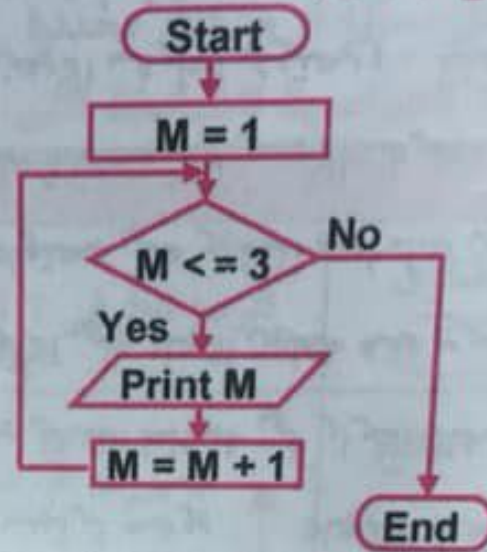 Start
M = 1
M < = 3
No
Yes
Print M
M = M + 1
End